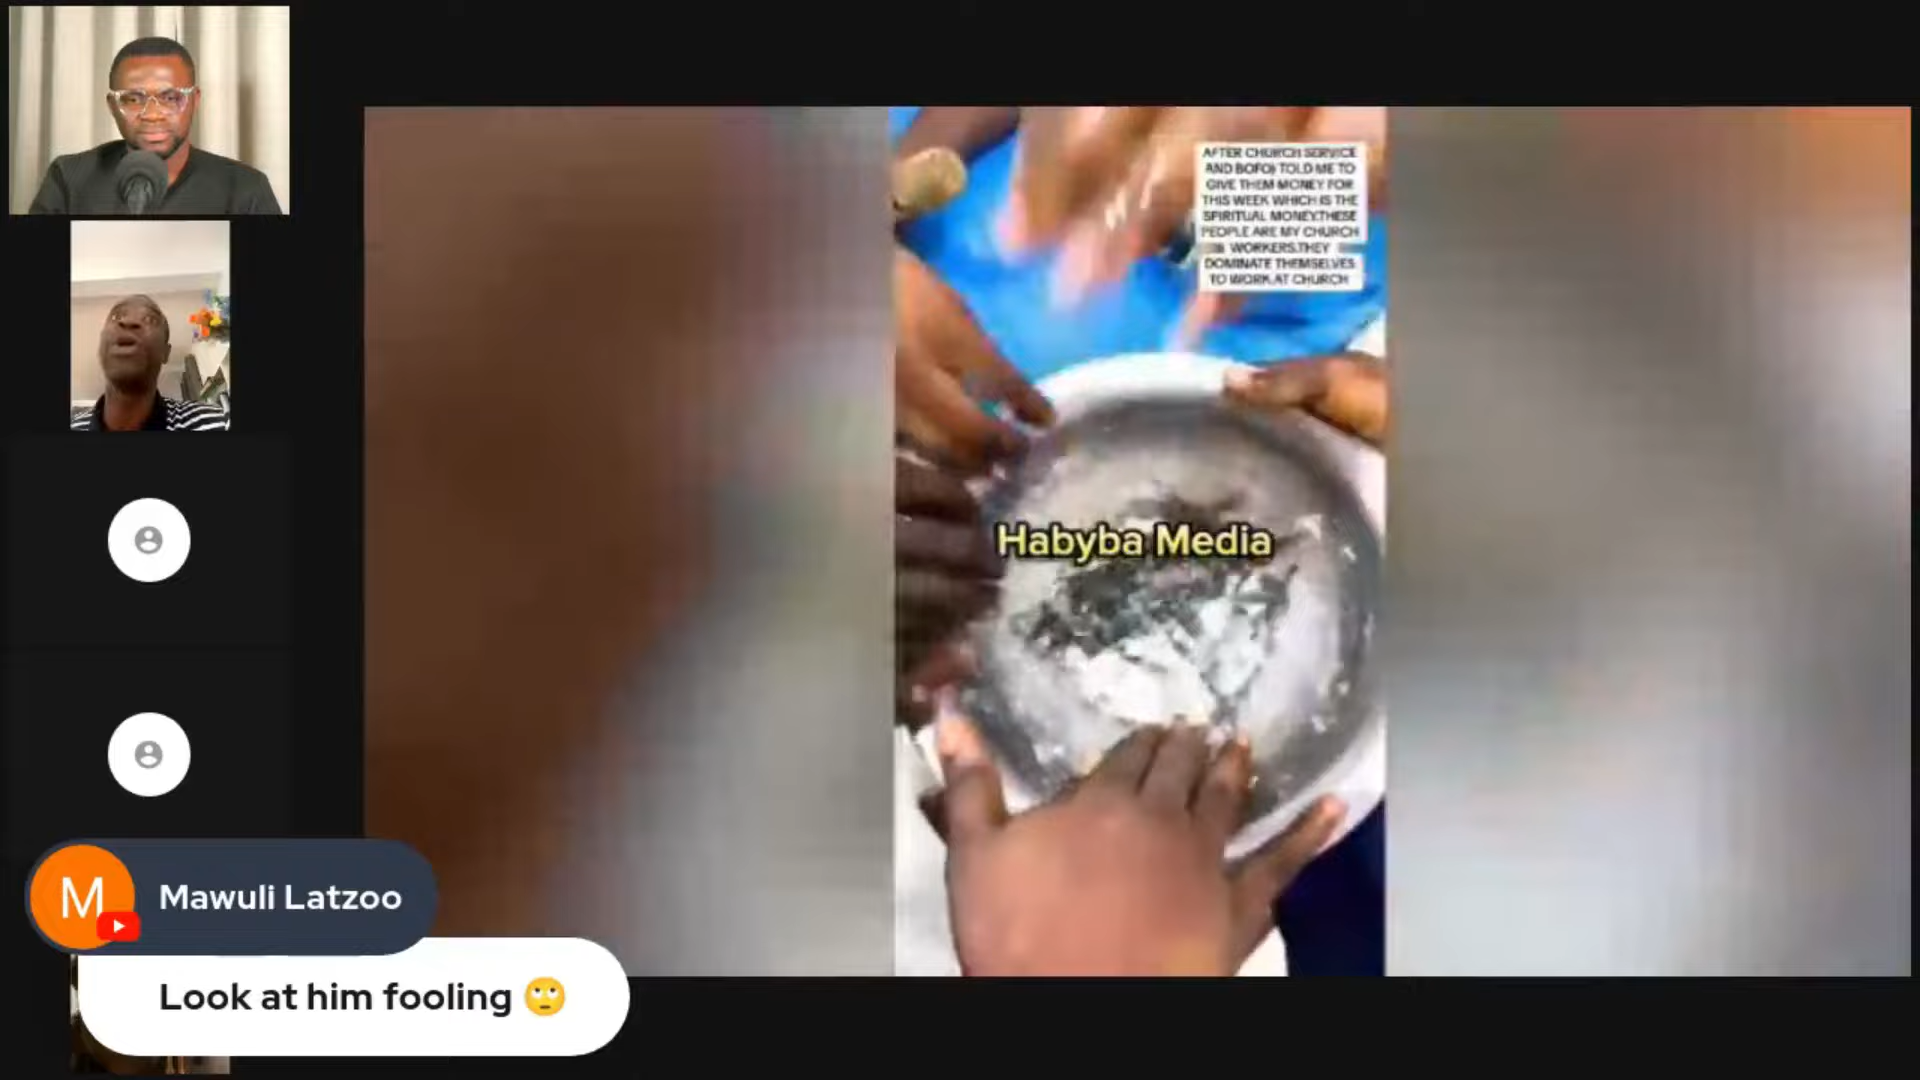 AFTER CHURCH SERVICE
AND BOFO) TOLD ME TO
GIVE THEM MONEY FOR
THIS WEEK WHICH IS THE
SPIRITUAL MONEY.THESE
PEOPLE ARE MY CHURCH
WORKERS.THEY
DOMINATE THEMSELVES
TO WORK AT CHURCH
Habyba Media
M
Mawuli Latzoo
Look at him fooling 🙄